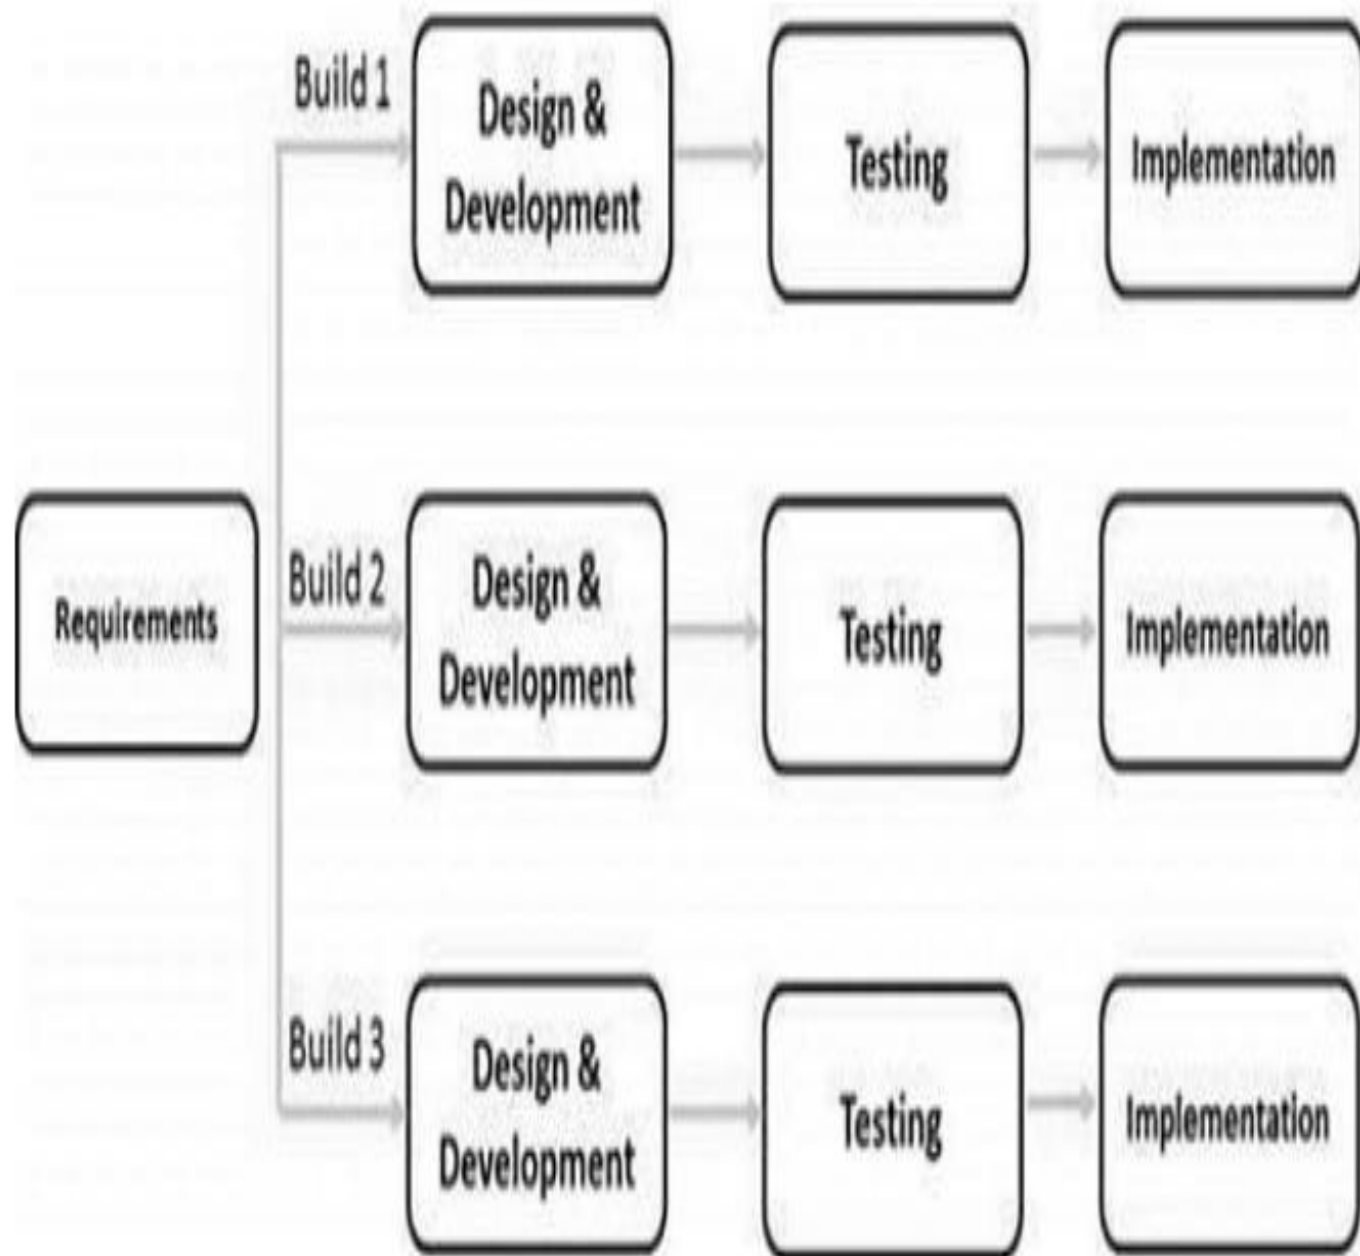 Build 1
Design &
Development
Testing
Implementation
Requirements
Build 2
Design &
Development
Testing
Implementation
Build 3
Design &
Development
Testing
Implementation